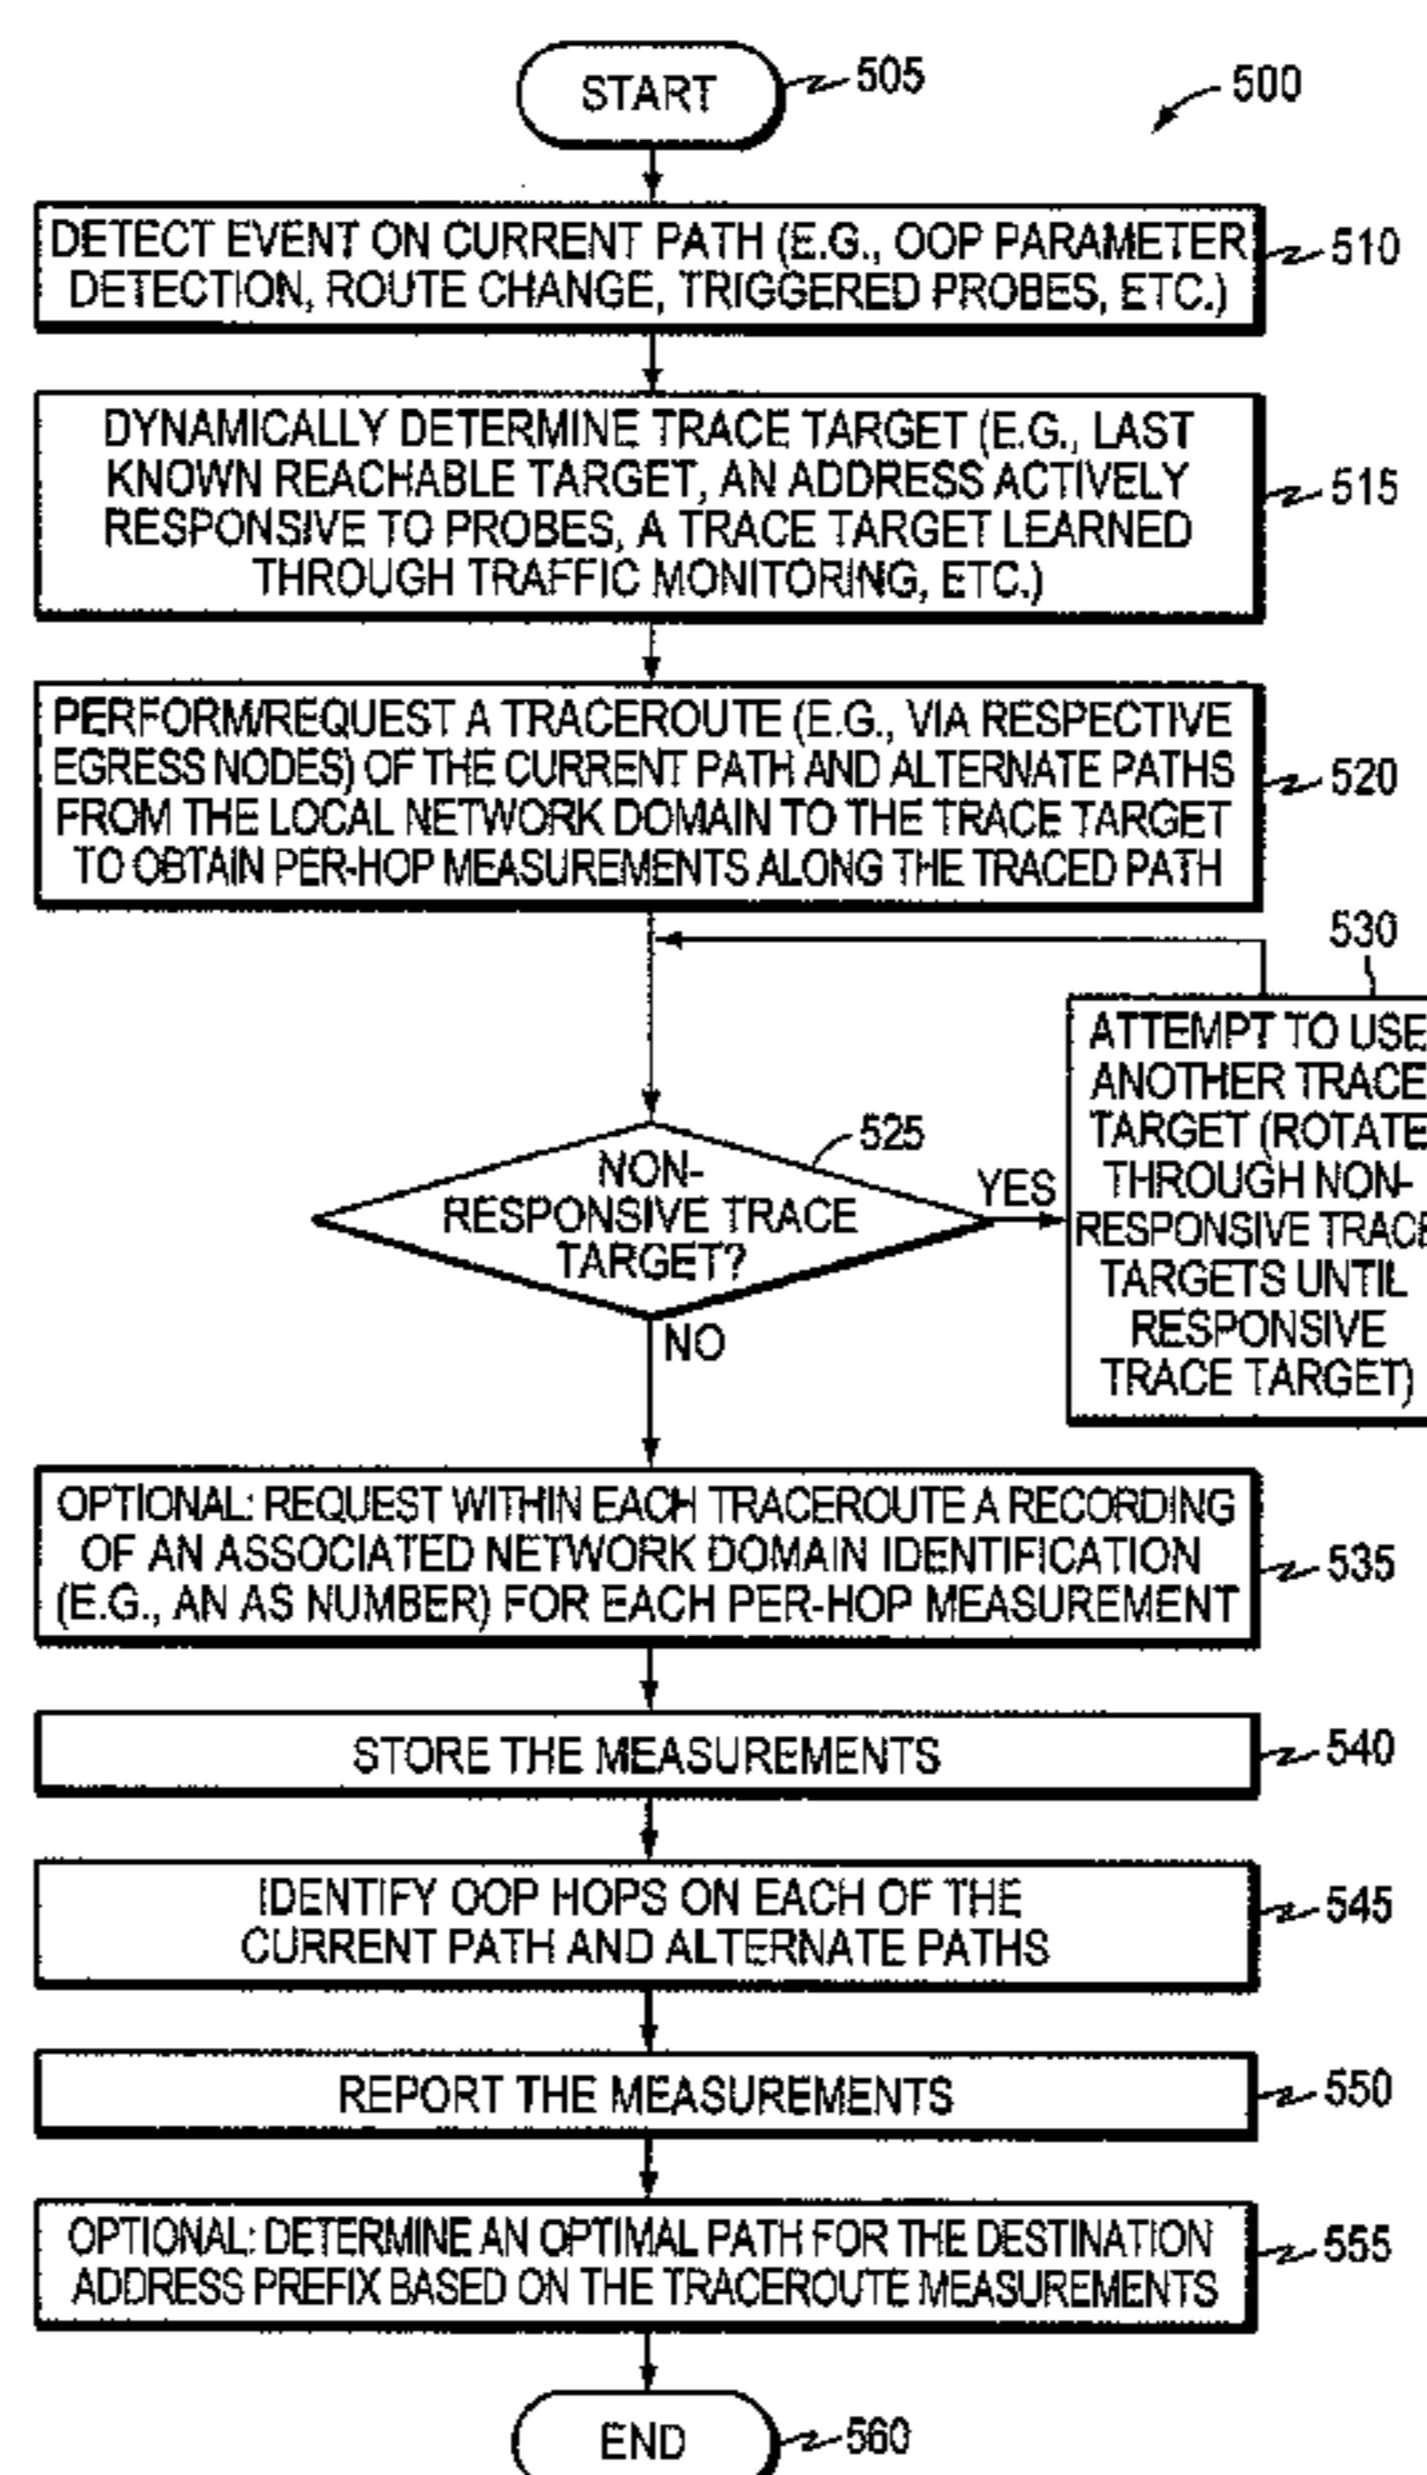 START
505
500
DETECT EVENT ON CURRENT PATH (E.G., OOP PARAMETER
DETECTION, ROUTE CHANGE, TRIGGERED PROBES, ETC.)
510
DYNAMICALLY DETERMINE TRACE TARGET (E.G., LAST
KNOWN REACHABLE TARGET, AN ADDRESS ACTIVELY
RESPONSIVE TO PROBES, A TRACE TARGET LEARNED
THROUGH TRAFFIC MONITORING, ETC.)
515
PERFORM/REQUEST A TRACEROUTE (E.G., VIA RESPECTIVE
EGRESS NODES) OF THE CURRENT PATH AND ALTERNATE PATHS
FROM THE LOCAL NETWORK DOMAIN TO THE TRACE TARGET
TO OBTAIN PER-HOP MEASUREMENTS ALONG THE TRACED PATH
520
530
ATTEMPT TO USE
ANOTHER TRACE
TARGET (ROTATE
THROUGH NON-
RESPONSIVE TRACE
TARGETS UNTIL
RESPONSIVE
TRACE TARGET)
525
NON-
RESPONSIVE TRACE
TARGET?
YES
NO
OPTIONAL: REQUEST WITHIN EACH TRACEROUTE A RECORDING
OF AN ASSOCIATED NETWORK DOMAIN IDENTIFICATION
(E.G., AN AS NUMBER) FOR EACH PER-HOP MEASUREMENT
535
STORE THE MEASUREMENTS
540
IDENTIFY OOP HOPS ON EACH OF THE
CURRENT PATH AND ALTERNATE PATHS
545
REPORT THE MEASUREMENTS
550
OPTIONAL: DETERMINE AN OPTIMAL PATH FOR THE DESTINATION
ADDRESS PREFIX BASED ON THE TRACEROUTE MEASUREMENTS
555
END
560